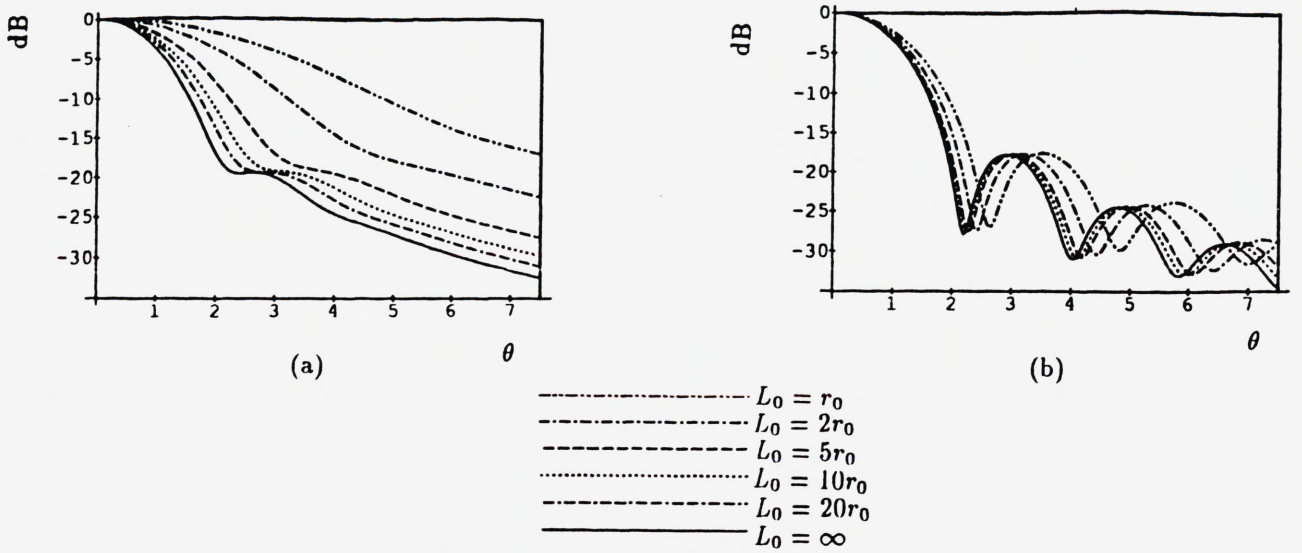 dB
0
-5
-10
-15
-20
-25
-30
1 2 3 4 5 6 7
θ
(a)
dB
0
-5
-10
-15
-20
-25
-30
1 2 3 4 5 6 7
θ
(b)
L₀ = r₀
L₀ = 2r₀
L₀ = 5r₀
L₀ = 10r₀
L₀ = 20r₀
L₀ = ∞